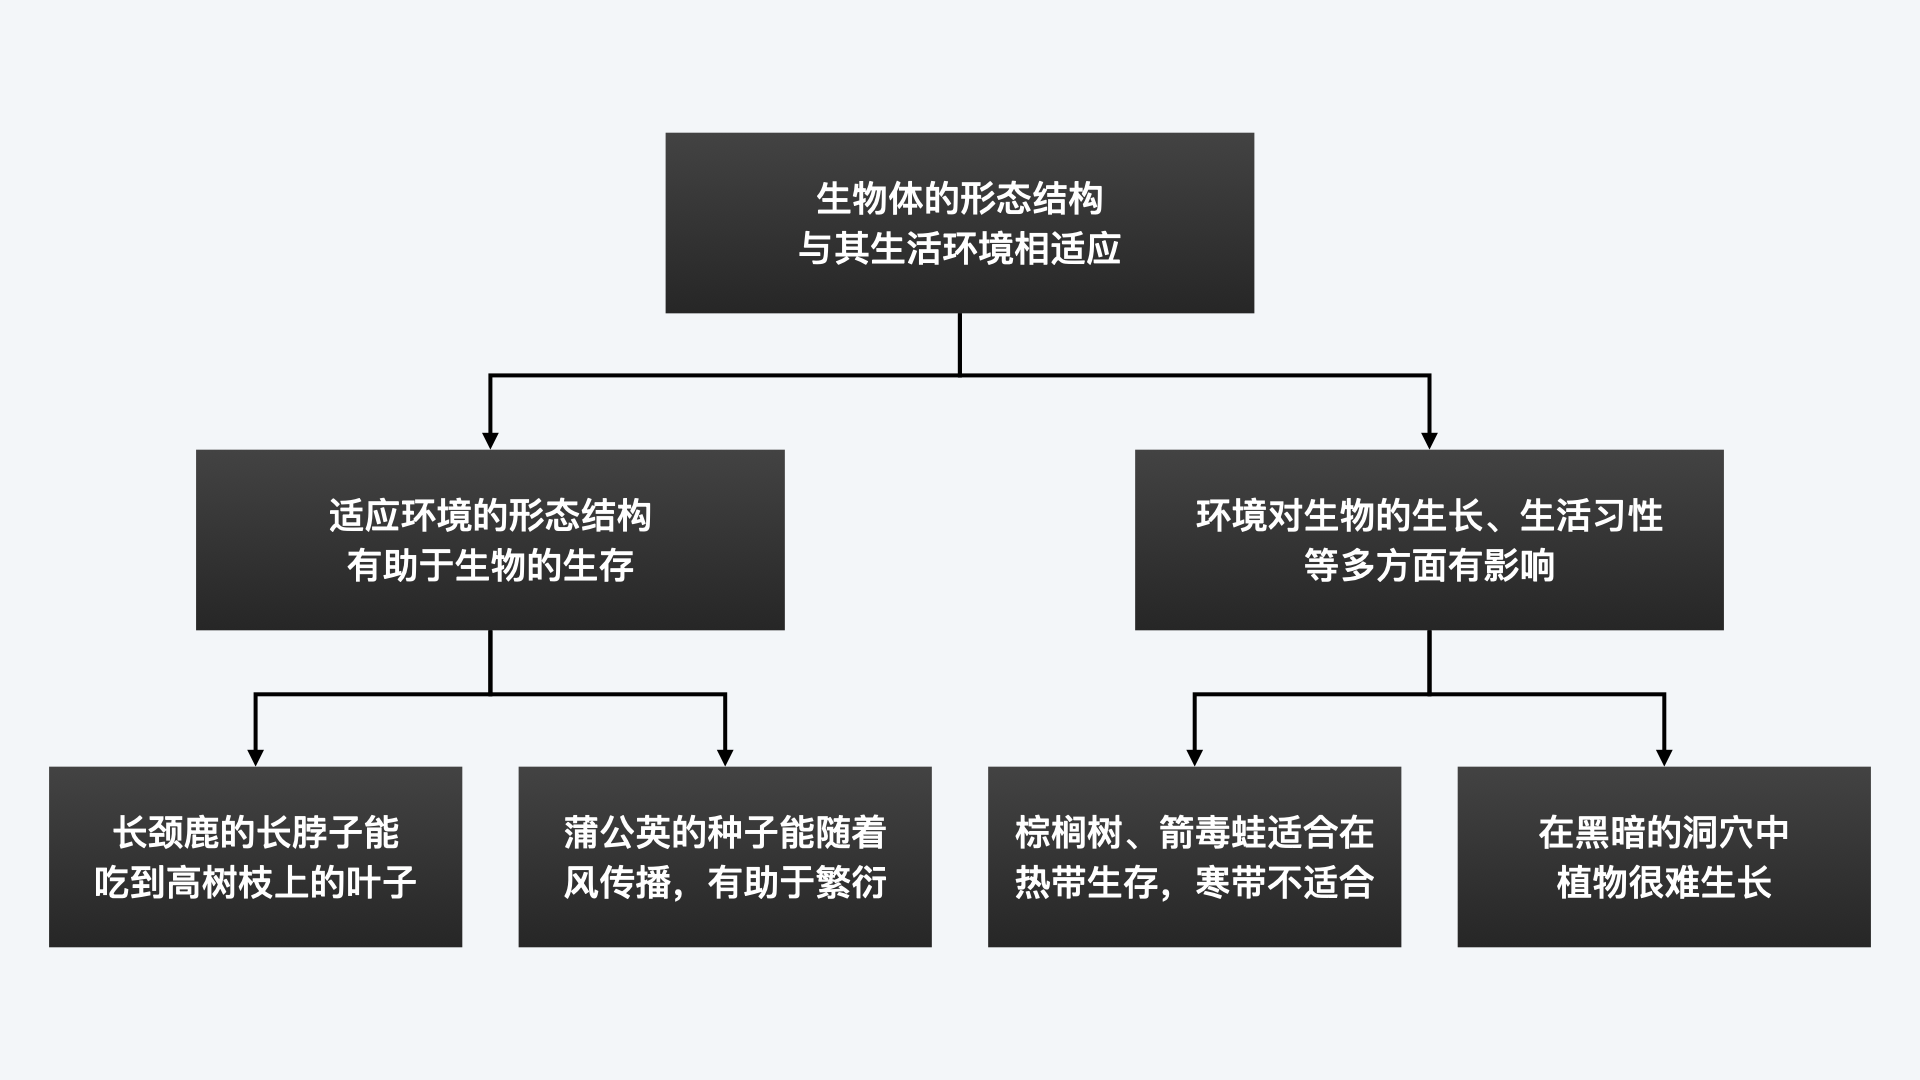 生物体的形态结构
与其生活环境相适应
适应环境的形态结构
有助于生物的生存
环境对生物的生长、生活习性
等多方面有影响
长颈鹿的长脖子能
吃到高树枝上的叶子
蒲公英的种子能随着
风传播，有助于繁衍
棕榈树、箭毒蛙适合在
热带生存，寒带不适合
在黑暗的洞穴中
植物很难生长